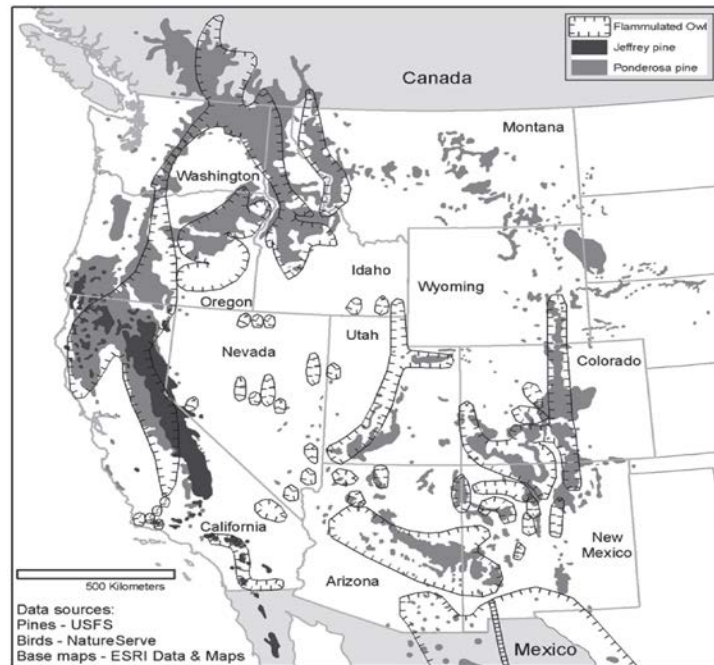 Flammulated Owl
Jeffrey pine
Ponderosa pine
Canada
Montana
Washington
Idaho
Wyoming
Oregon
Nevada
Utah
Colorado
California
Arizona
New
Mexico
Mexico
500 Kilometers
Data sources:
Pines - USFS
Birds - NatureServe
Base maps - ESRI Data & Maps